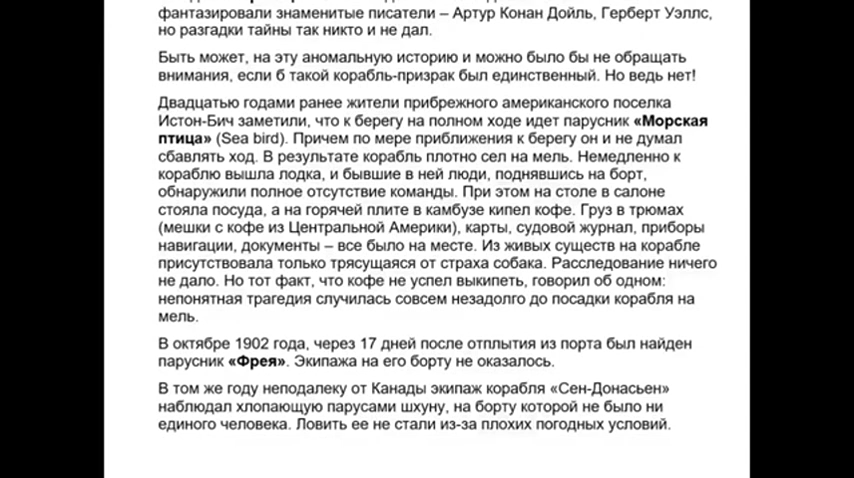 фантазировали знаменитые писатели – Артур Конан Дойль, Герберт Уэллс,
но разгадки тайны так никто и не дал.
Быть может, на эту аномальную историю и можно было бы не обращать
внимания, если б такой корабль-призрак был единственный. Но ведь нет!
Двадцатью годами ранее жители прибрежного американского поселка
Истон-Бич заметили, что к берегу на полном ходе идет парусник «Морская
птица» (Sea bird). Причем по мере приближения к берегу он и не думал
сбавлять ход. В результате корабль плотно сел на мель. Немедленно к
кораблю вышла лодка, и бывшие в ней люди, поднявшись на борт,
обнаружили полное отсутствие команды. При этом на столе в салоне
стояла посуда, а на горячей плите в камбузе кипел кофе. Груз в трюмах
(мешки с кофе из Центральной Америки), карты, судовой журнал, приборы
навигации, документы – все было на месте. Из живых существ на корабле
присутствовала только трясущаяся от страха собака. Расследование ничего
не дало. Но тот факт, что кофе не успел выкипеть, говорил об одном:
непонятная трагедия случилась совсем незадолго до посадки корабля на
мель.
В октябре 1902 года, через 17 дней после отплытия из порта был найден
парусник «Фрея». Экипажа на его борту не оказалось.
В том же году неподалеку от Канады экипаж корабля «Сен-Донасьен»
наблюдал хлопающую парусами шхуну, на борту которой не было ни
единого человека. Ловить ее не стали из-за плохих погодных условий.